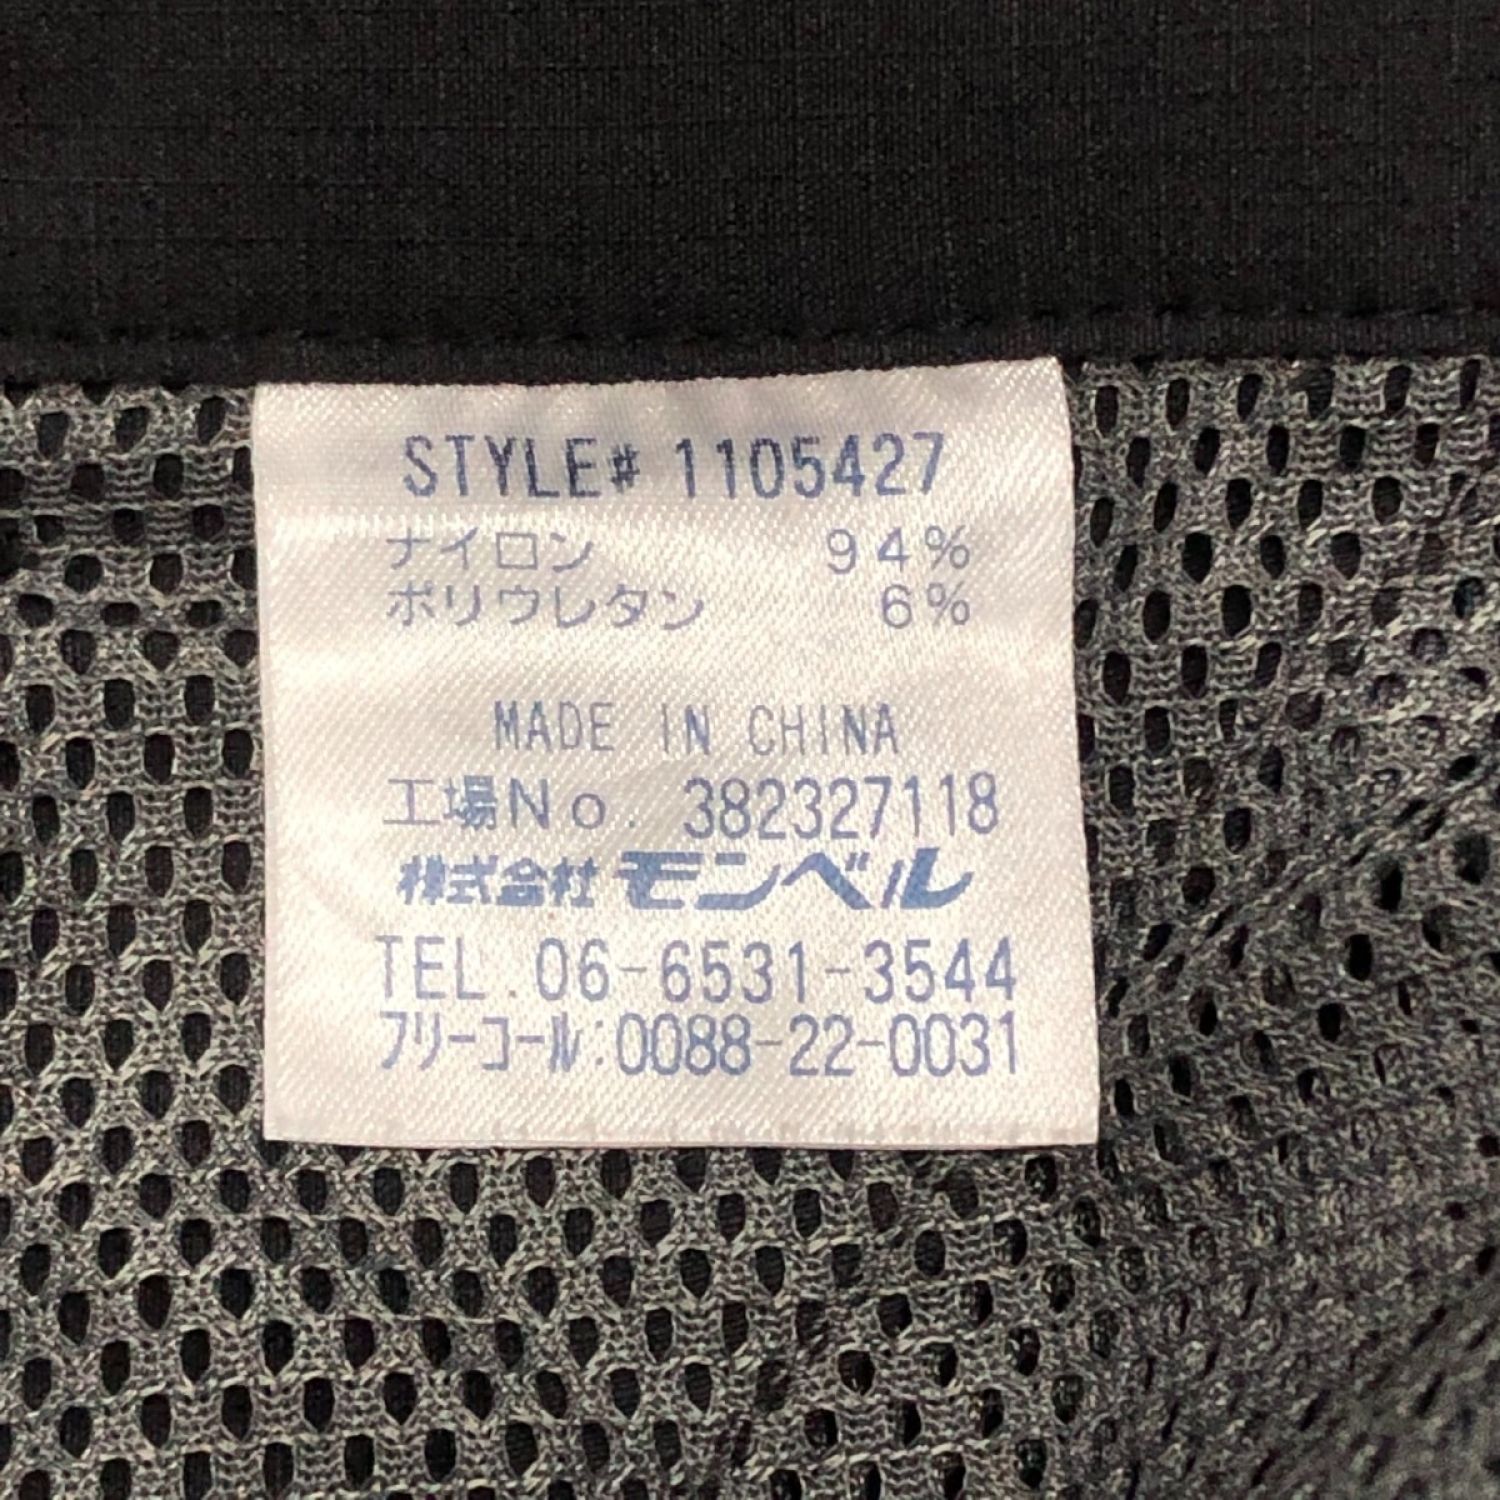 STYLE# 1105427
ナイロン 94%
ポリウレタン 6%
MADE IN CHINA
工場No. 382327118
株式会社モンベル
TEL.06-6531-3544
フリーコール:0088-22-0031